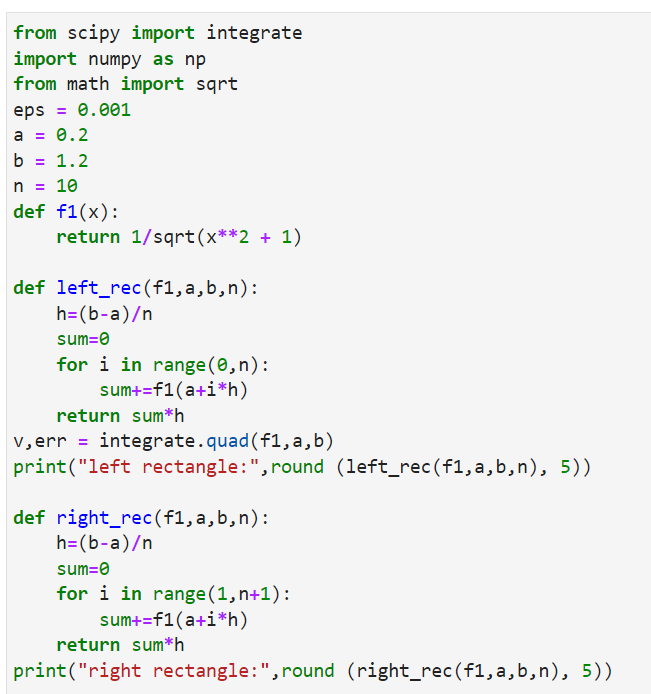 from scipy import integrate
import numpy as np
from math import sqrt
eps = 0.001
a = 0.2
b = 1.2
n = 10
def f1(x):
    return 1/sqrt(x**2 + 1)

def left_rec(f1,a,b,n):
    h=(b-a)/n
    sum=0
    for i in range(0,n):
        sum+=f1(a+i*h)
    return sum*h
v,err = integrate.quad(f1,a,b)
print("left rectangle:",round (left_rec(f1,a,b,n), 5))

def right_rec(f1,a,b,n):
    h=(b-a)/n
    sum=0
    for i in range(1,n+1):
        sum+=f1(a+i*h)
    return sum*h
print("right rectangle:",round (right_rec(f1,a,b,n), 5))